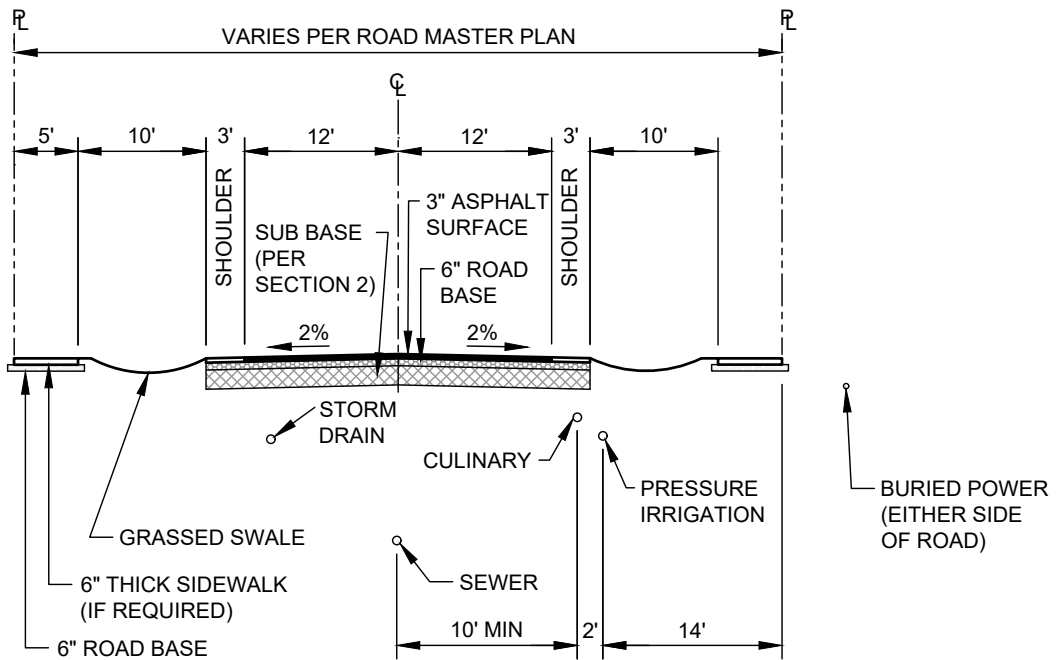 PL
PL
VARIES PER ROAD MASTER PLAN
CL
5'
10'
3'
12'
12'
3'
10'
SHOULDER
SHOULDER
3" ASPHALT
SURFACE
SUB BASE
(PER
SECTION 2)
6" ROAD
BASE
2%
2%
STORM
DRAIN
CULINARY
PRESSURE
IRRIGATION
BURIED POWER
(EITHER SIDE
OF ROAD)
GRASSED SWALE
SEWER
6" THICK SIDEWALK
(IF REQUIRED)
6" ROAD BASE
10' MIN
2'
14'